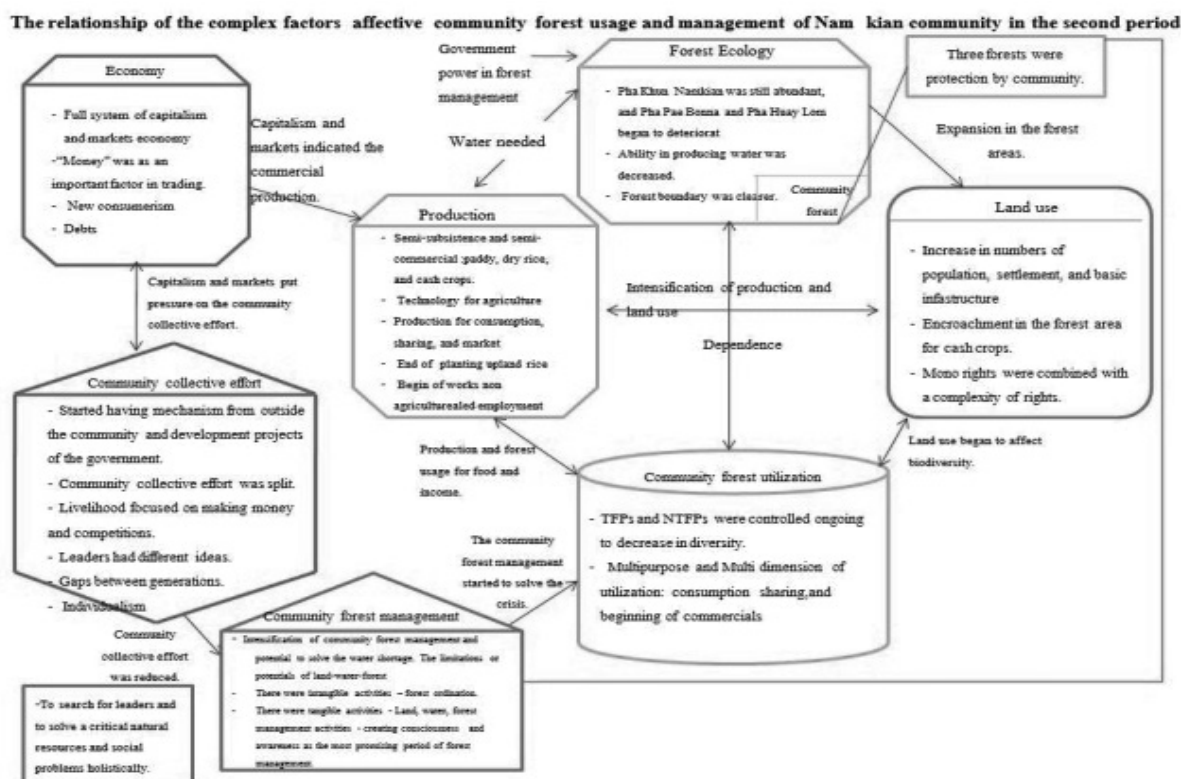 The relationship of the complex factors affective community forest usage and management of Nam kian community in the second period
Economy
- Full system of capitalism
and markets economy
-"Money" was as an
important factor in trading.
- New consumerism
- Debts
Capitalism and
markets indicated the
commercial
production.
Government
power in forest
management
Water needed
Forest Ecology
- Pha Khun Namkian was still abundant,
and Pha Pae Bonna and Pha Huay Lom
began to deteriorat
- Ability in producing water was
decreased.
- Forest boundary was clearer.
Community
forest
Three forests were
protection by community.
Expansion in the forest
areas.
Production
- Semi-subsistence and semi-
commercial :paddy, dry rice,
and cash crops.
- Technology for agriculture
- Production for consumption,
sharing, and market
- End of planting upland rice
- Begin of works non
agriculturealed employment
Intensification of production and
land use
Dependence
Land use
- Increase in numbers of
population, settlement, and basic
infastructure
- Encroachment in the forest area
for cash crops.
- Mono rights were combined with
a complexity of rights.
Capitalism and markets put
pressure on the community
collective effort.
Community collective effort
- Started having mechanism from outside
the community and development projects
of the government.
- Community collective effort was split.
- Livelihood focused on making money
and competitions.
- Leaders had different ideas.
- Gaps between generations.
- Individualism
Production and forest
usage for food and
income.
Land use began to affect
biodiversity.
Community forest utilization
- TFPs and NTFPs were controlled ongoing
to decrease in diversity.
- Multipurpose and Multi dimension of
utilization: consumption sharing,and
beginning of commercials
The community
forest management
started to solve the
crisis.
Community
collective effort
was reduced.
Community forest management
- Intensification of community forest management and
potential to solve the water shortage. The limitations or
potentials of land-water-forest
- There were intangible activities – forest ordination.
- There were tangible activities - Land, water, forest
management activities - creating consciousness and
awareness as the most promising period of forest
management.
-To search for leaders and
to solve a critical natural
resources and social
problems holistically.